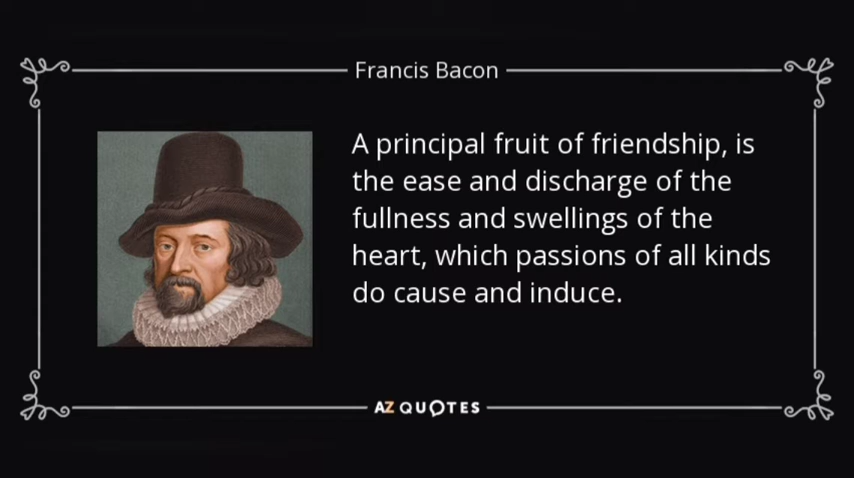 Francis Bacon
A principal fruit of friendship, is
the ease and discharge of the
fullness and swellings of the
heart, which passions of all kinds
do cause and induce.
AZ QUOTES